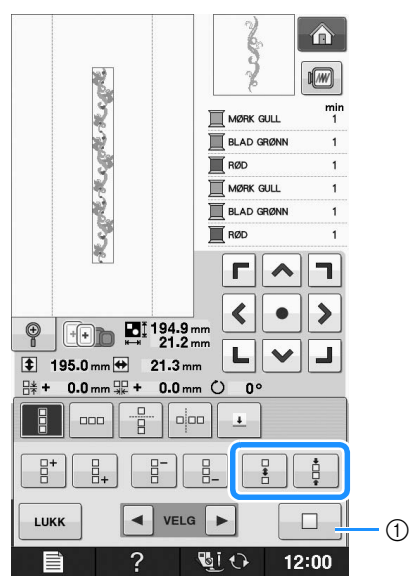 min
MØRK GULL 1
BLAD GRØNN 1
RØD 1
MØRK GULL 1
BLAD GRØNN 1
RØD 1
194.9 mm
21.2 mm
195.0 mm 21.3 mm
+ 0.0 mm + 0.0 mm 0°
LUKK VELG ①
? 12:00